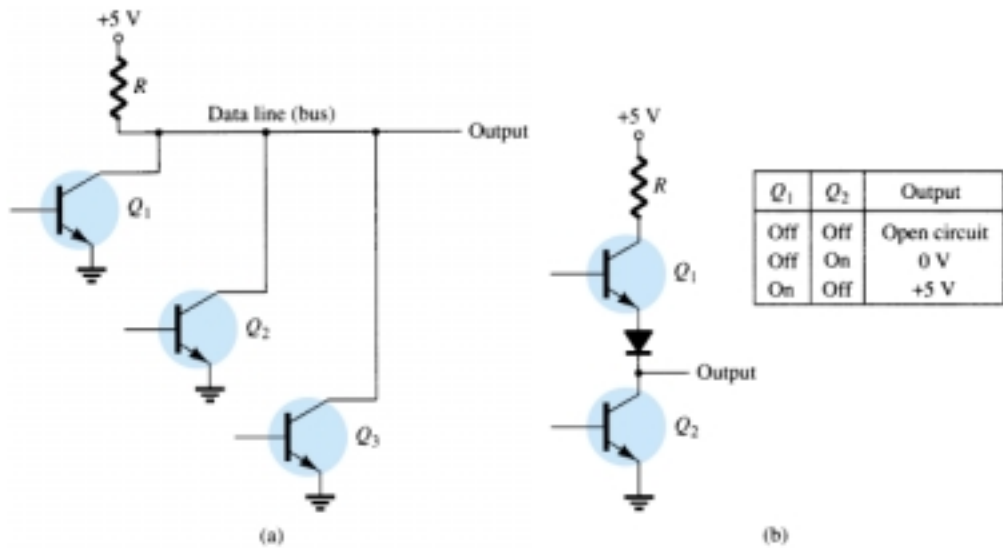 +5 V
R
Data line (bus)
Output
Q₁
Q₂
Q₃
(a)
+5 V
R
Q₁
Output
Q₂
(b)
Q₁ Q₂ Output
Off Off Open circuit
Off On 0 V
On Off +5 V